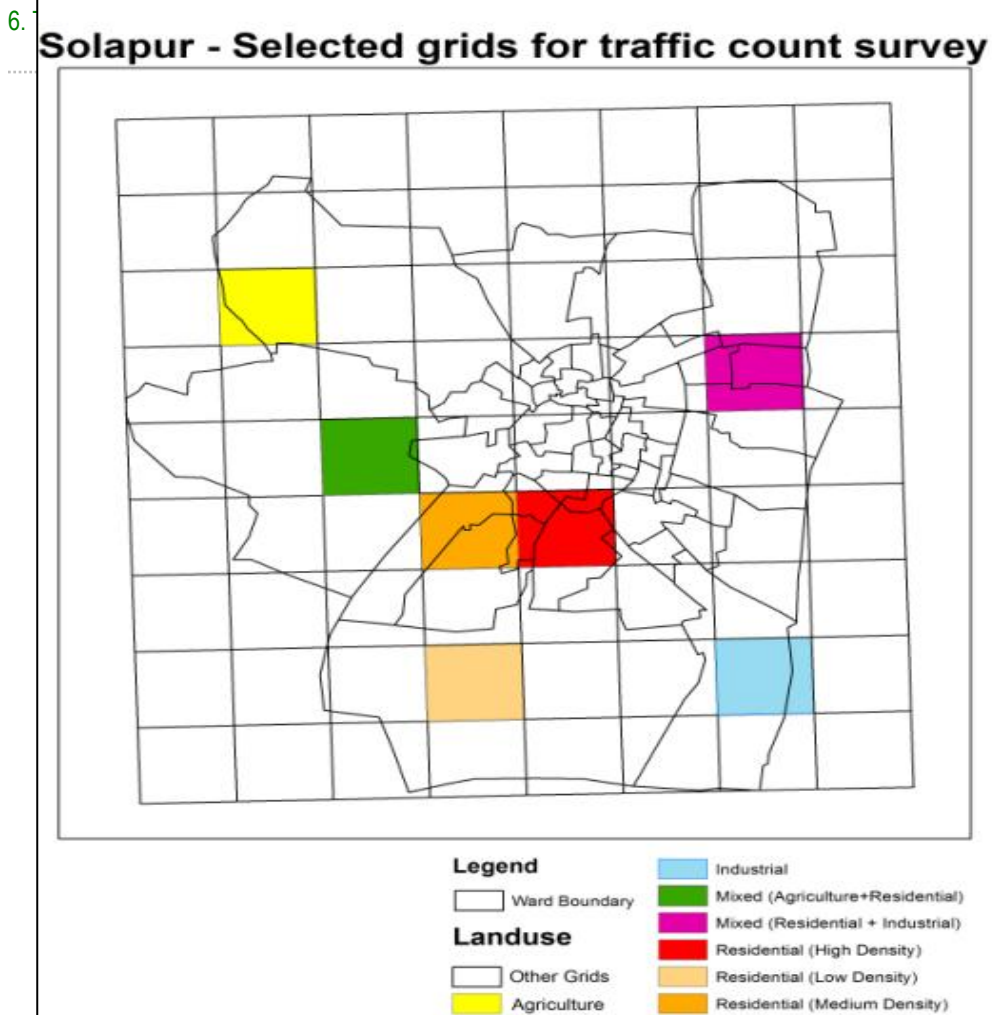 6.
Solapur - Selected grids for traffic count survey
Legend
Ward Boundary
Landuse
Other Grids
Agriculture
Industrial
Mixed (Agriculture+Residential)
Mixed (Residential + Industrial)
Residential (High Density)
Residential (Low Density)
Residential (Medium Density)